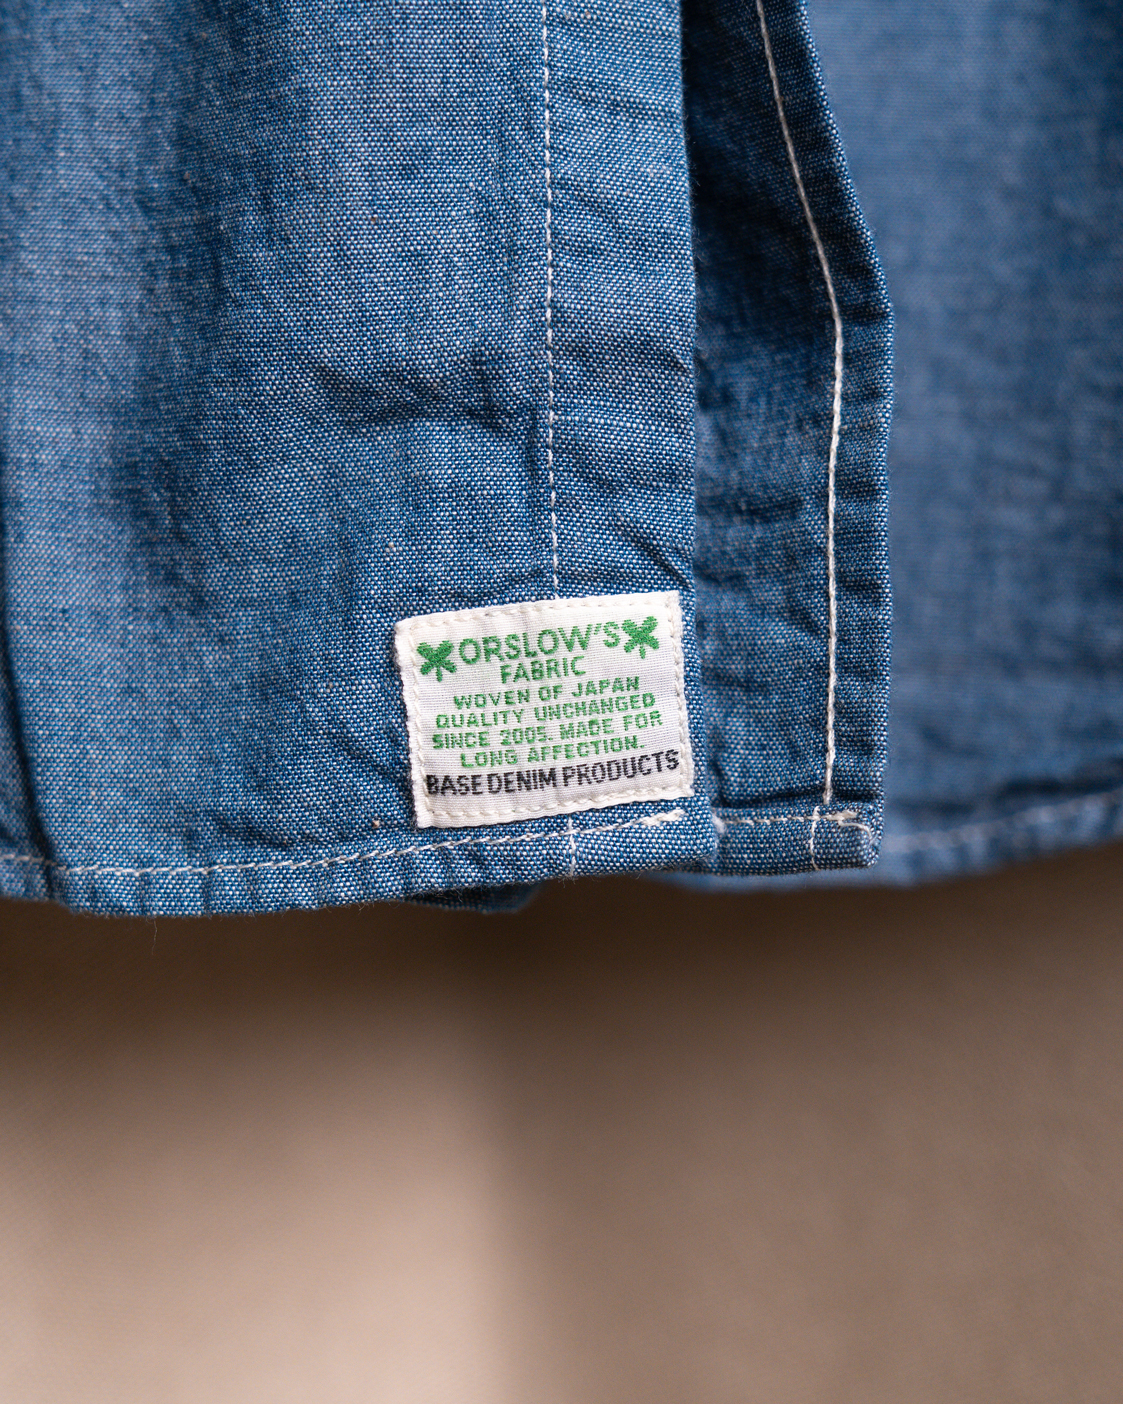 ORSLOW'S
FABRIC
WOVEN OF JAPAN
QUALITY UNCHANGED
SINCE 2005. MADE FOR
LONG AFFECTION.
BASE DENIM PRODUCTS